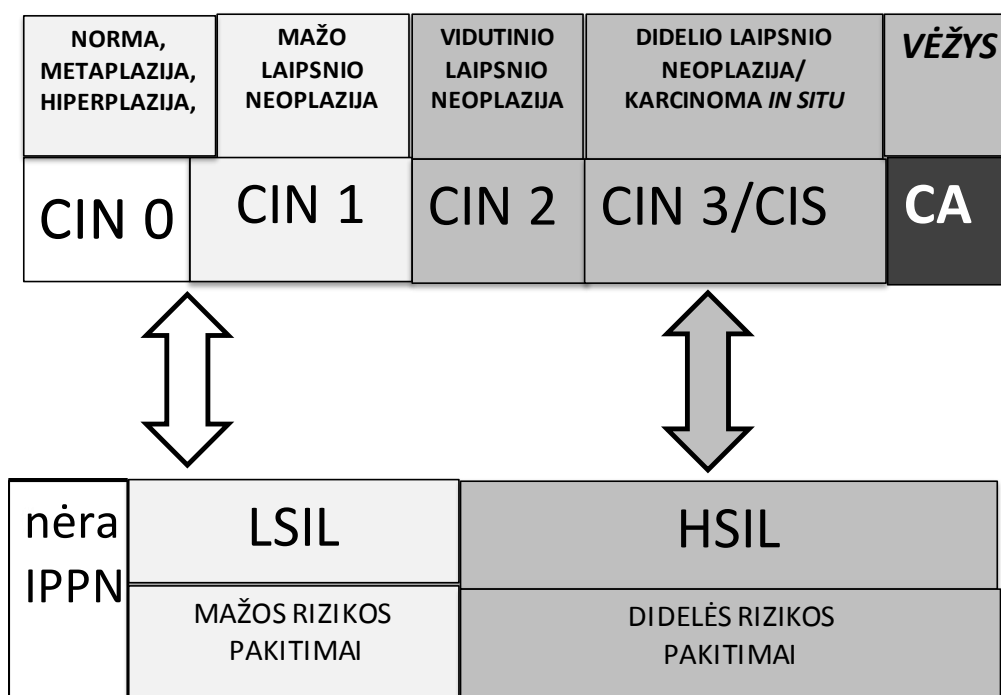 NORMA,
METAPLAZIJA,
HIPERPLAZIJA,
MAŽO
LAIPSNIO
NEOPLAZIJA
VIDUTINIO
LAIPSNIO
NEOPLAZIJA
DIDELIO LAIPSNIO
NEOPLAZIJA/
KARCINOMA IN SITU
VĖŽYS
CIN 0
CIN 1
CIN 2
CIN 3/CIS
CA
nėra
IPPN
LSIL
HSIL
MAŽOS RIZIKOS
PAKITIMAI
DIDELĖS RIZIKOS
PAKITIMAI